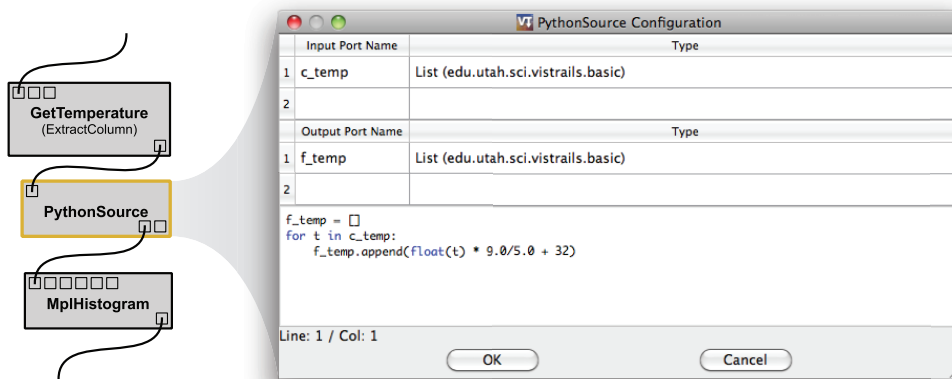 GetTemperature
(ExtractColumn)
PythonSource
MplHistogram
VT PythonSource Configuration
Input Port Name Type
1 c_temp List (edu.utah.sci.vistrails.basic)
2
Output Port Name Type
1 f_temp List (edu.utah.sci.vistrails.basic)
2
f_temp = []
for t in c_temp:
    f_temp.append(float(t) * 9.0/5.0 + 32)
Line: 1 / Col: 1
OK Cancel